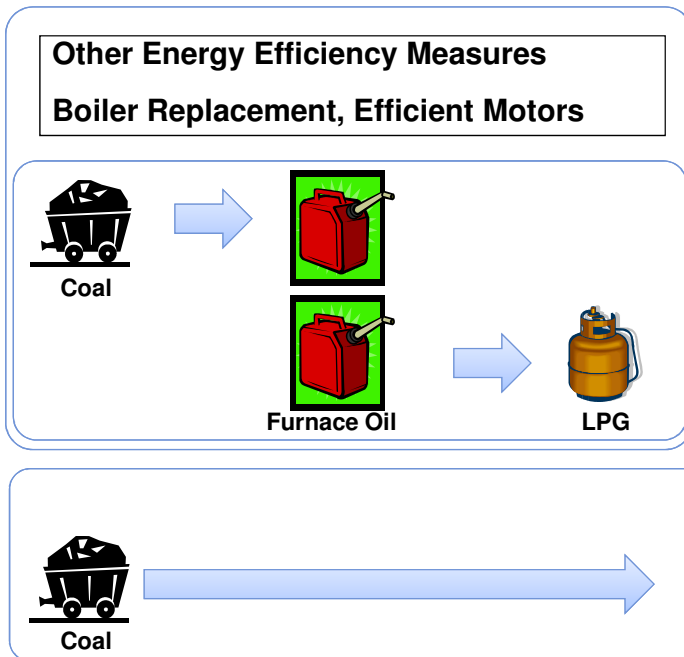 Other Energy Efficiency Measures
Boiler Replacement, Efficient Motors
Coal
Furnace Oil
LPG
Coal